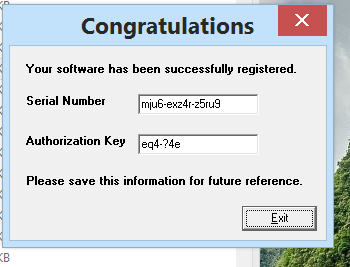 Congratulations
Your software has been successfully registered.
Serial Number
mju6-exz4r-z5ru9
Authorization Key
eq4-?4e
Please save this information for future reference.
Exit
KB